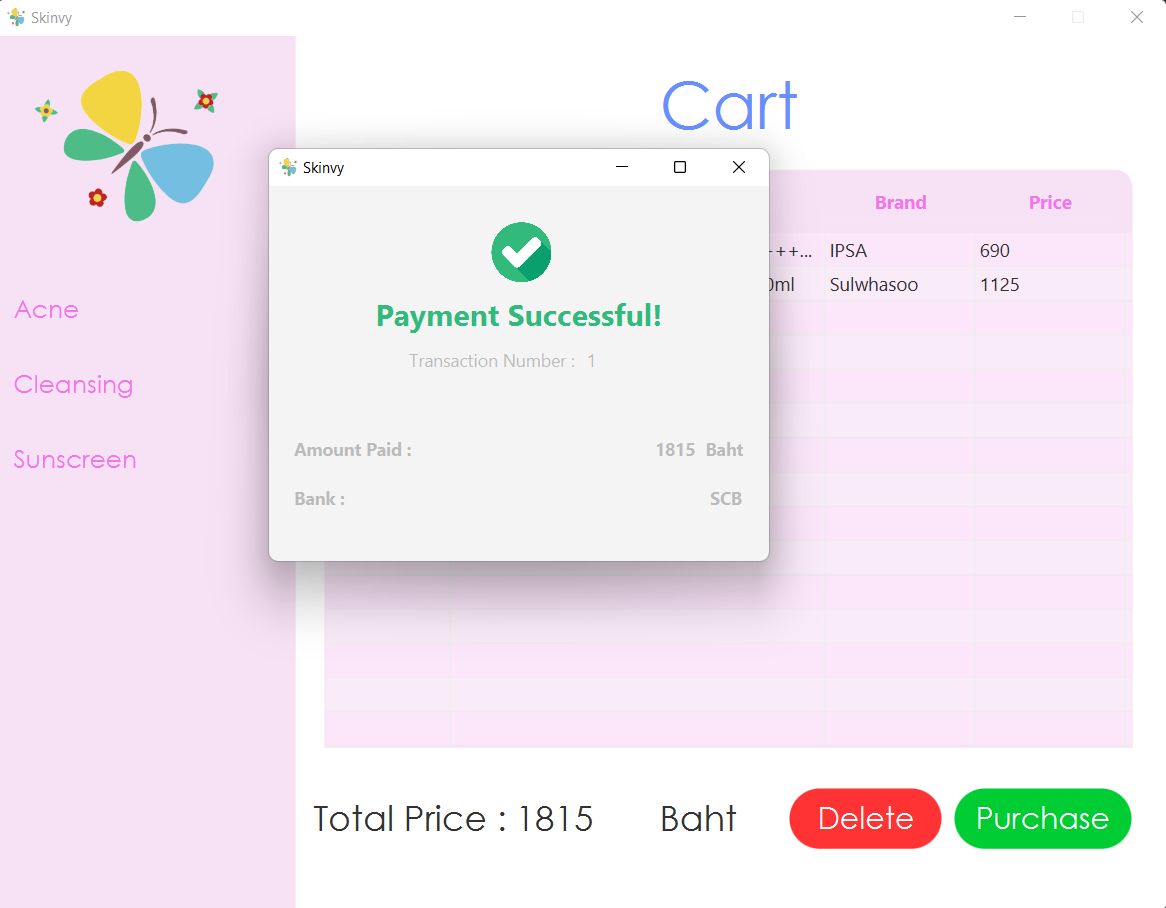 Skinvy
Cart
Skinvy
Brand Price
++... IPSA 690
0ml Sulwhasoo 1125
Payment Successful!
Transaction Number : 1
Acne
Cleansing
Sunscreen
Amount Paid : 1815 Baht
Bank : SCB
Total Price : 1815 Baht
Delete
Purchase